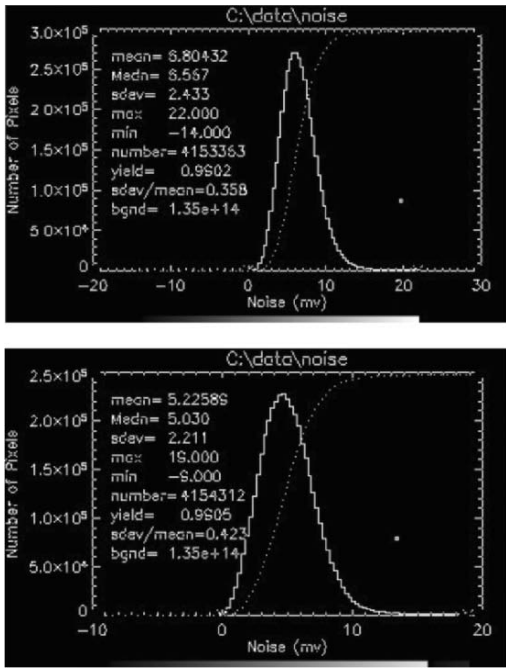 C:\data\noise
3.0×10⁵
2.5×10⁵
2.0×10⁵
1.5×10⁵
1.0×10⁵
5.0×10⁴
0
Number of Pixels
mean= 6.80432
Medn= 6.567
sdev= 2.433
max 22.000
min -14.000
number=4153363
yield= 0.9902
sdev/mean=0.358
bgnd= 1.35e+14
-20 -10 0 10 20 30
Noise (mv)
C:\data\noise
2.5×10⁵
2.0×10⁵
1.5×10⁵
1.0×10⁵
5.0×10⁴
0
Number of Pixels
mean= 5.22589
Medn= 5.030
sdev= 2.211
max 19.000
min -9.000
number=4154312
yield= 0.9905
sdev/mean=0.423
bgnd= 1.35e+14
-10 0 10 20
Noise (mv)